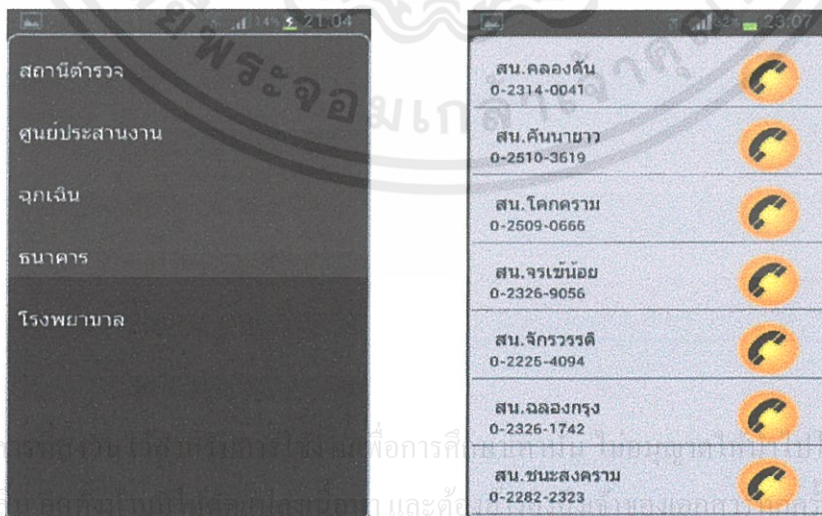 14% 21:04
สถานีตำรวจ
ศูนย์ประสานงาน
ฉุกเฉิน
ธนาคาร
โรงพยาบาล
23:07
สน.คลองตัน
0-2314-0041
สน.คันนายาว
0-2510-3619
สน.โคกคราม
0-2509-0666
สน.จรเข้น้อย
0-2326-9056
สน.จักรวรรดิ
0-2225-4094
สน.ฉลองกรุง
0-2326-1742
สน.ชนะสงคราม
0-2282-2323